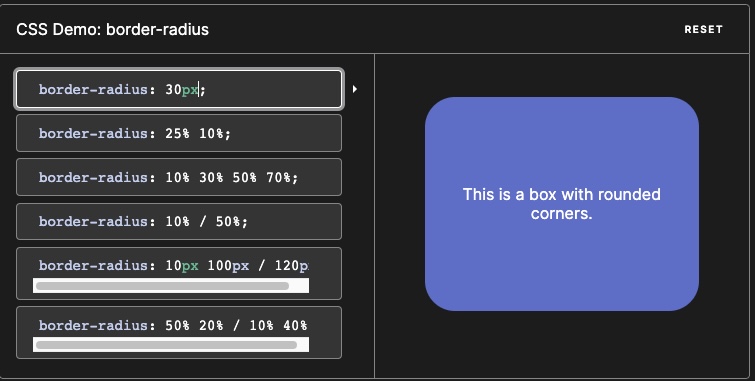 CSS Demo: border-radius
RESET
border-radius: 30px;
border-radius: 25% 10%;
border-radius: 10% 30% 50% 70%;
border-radius: 10% / 50%;
border-radius: 10px 100px / 120p
border-radius: 50% 20% / 10% 40%
This is a box with rounded
corners.